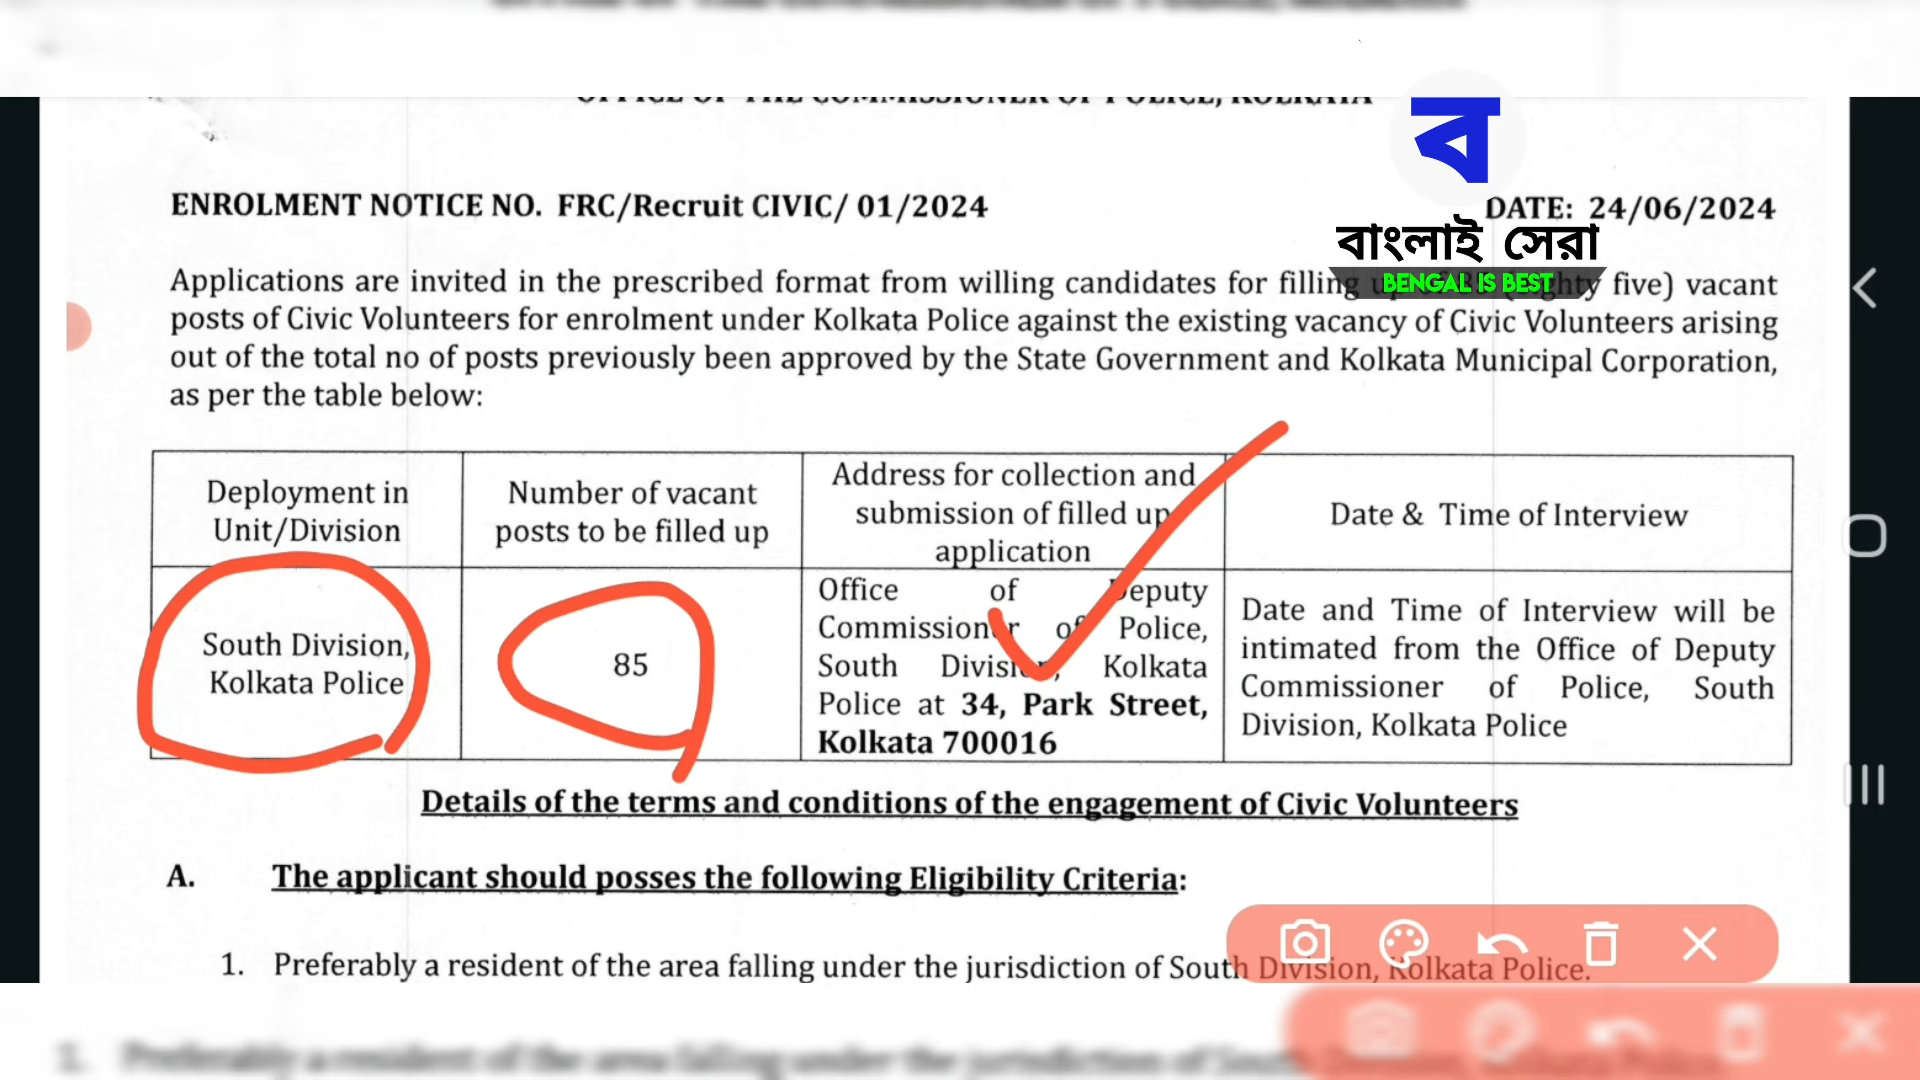 OFFICE OF THE COMMISSIONER OF POLICE, KOLKATA
ব
ENROLMENT NOTICE NO. FRC/Recruit CIVIC/ 01/2024
DATE: 24/06/2024
বাংলাই সেরা
BENGAL IS BEST
Applications are invited in the prescribed format from willing candidates for filling five) vacant
posts of Civic Volunteers for enrolment under Kolkata Police against the existing vacancy of Civic Volunteers arising
out of the total no of posts previously been approved by the State Government and Kolkata Municipal Corporation,
as per the table below:
Deployment in
Unit/Division
Number of vacant
posts to be filled up
Address for collection and
submission of filled up
application
Date & Time of Interview
South Division,
Kolkata Police
85
Office of Deputy
Commissioner of Police,
South Division, Kolkata
Police at 34, Park Street,
Kolkata 700016
Date and Time of Interview will be
intimated from the Office of Deputy
Commissioner of Police, South
Division, Kolkata Police
Details of the terms and conditions of the engagement of Civic Volunteers
A. The applicant should posses the following Eligibility Criteria:
1. Preferably a resident of the area falling under the jurisdiction of South Division, Kolkata Police.